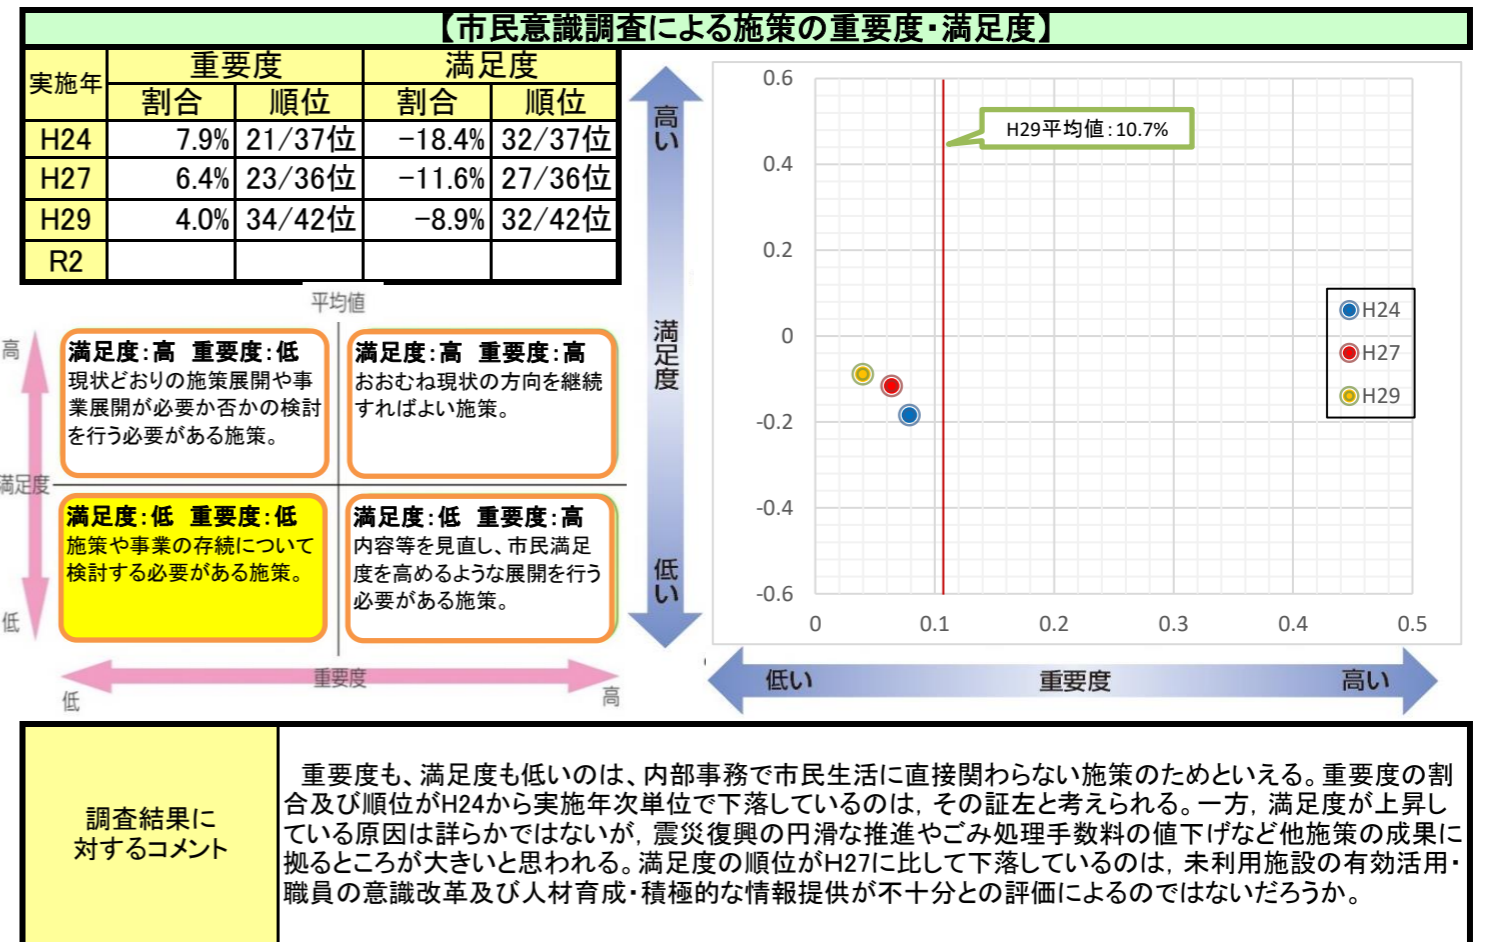 【市民意識調査による施策の重要度・満足度】
実施年 重要度 満足度
割合 順位 割合 順位
H24 7.9% 21/37位 -18.4% 32/37位
H27 6.4% 23/36位 -11.6% 27/36位
H29 4.0% 34/42位 -8.9% 32/42位
R2
平均値
高
満足度:高 重要度:低
現状どおりの施策展開や事
業展開が必要か否かの検討
を行う必要がある施策。
満足度:高 重要度:高
おおむね現状の方向を継続
すればよい施策。
満足度
満足度:低 重要度:低
施策や事業の存続について
検討する必要がある施策。
満足度:低 重要度:高
内容等を見直し、市民満足
度を高めるような展開を行う
必要がある施策。
低
重要度
低
高
高い
満足度
低い
0.6
0.4
0.2
0
-0.2
-0.4
-0.6
H29平均値:10.7%
H24
H27
H29
0 0.1 0.2 0.3 0.4 0.5
低い 重要度 高い
調査結果に
対するコメント
重要度も、満足度も低いのは、内部事務で市民生活に直接関わらない施策のためといえる。重要度の割
合及び順位がH24から実施年次単位で下落しているのは, その証左と考えられる。一方, 満足度が上昇し
ている原因は詳らかではないが, 震災復興の円滑な推進やごみ処理手数料の値下げなど他施策の成果に
拠るところが大きいと思われる。満足度の順位がH27に比して下落しているのは, 未利用施設の有効活用・
職員の意識改革及び人材育成・積極的な情報提供が不十分との評価によるのではないだろうか。